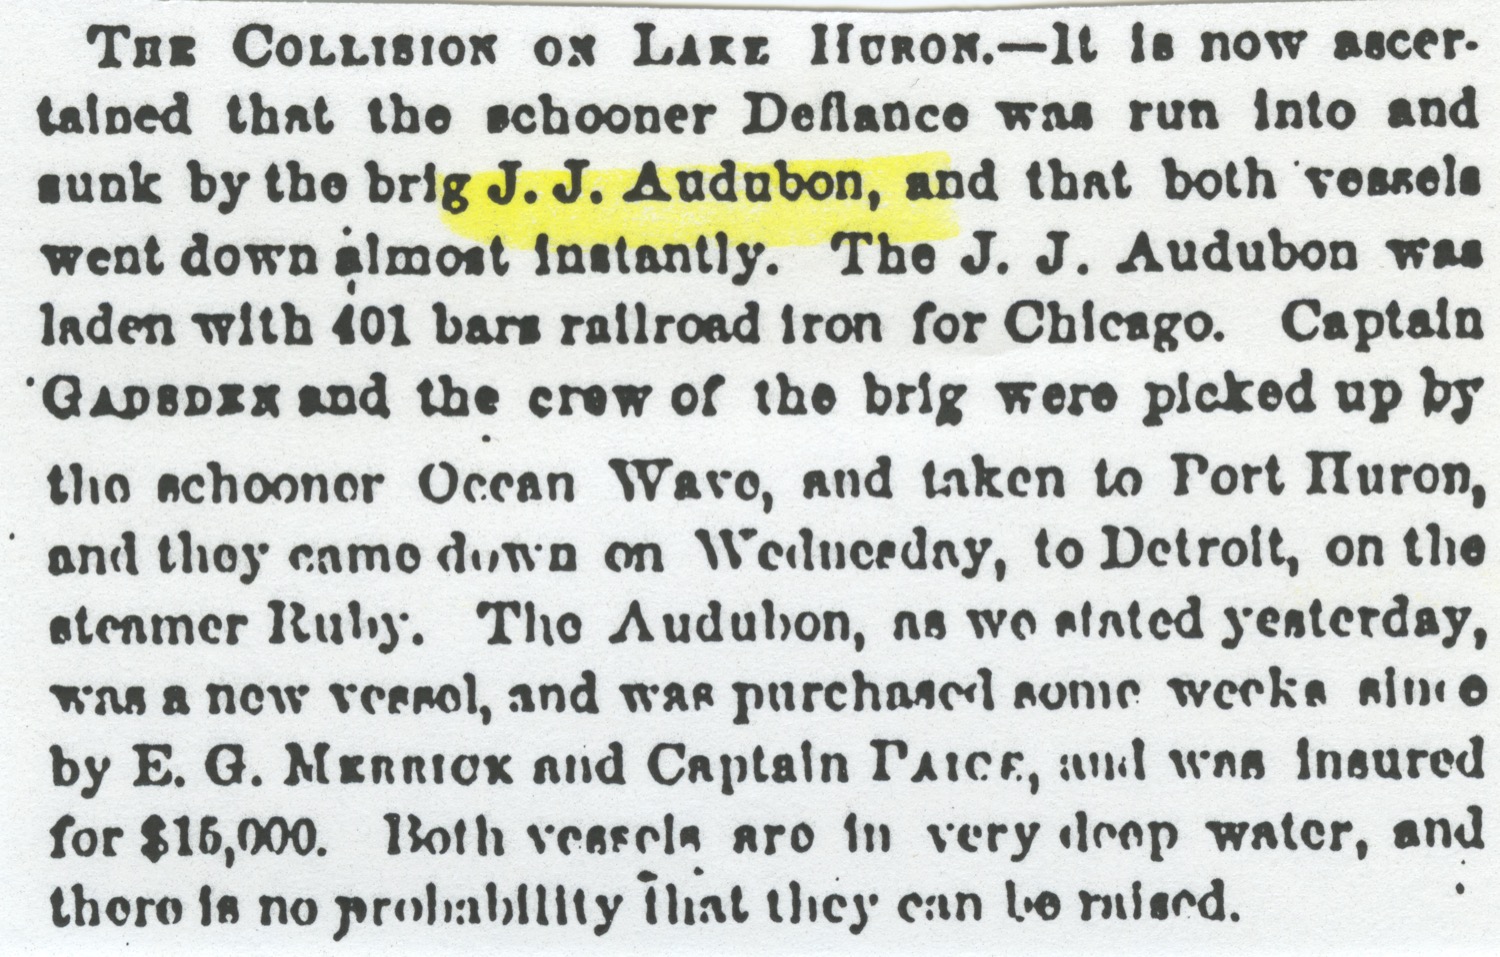 THE COLLISION ON LAKE HURON.—It is now ascer-
tained that the schooner Defiance was run into and
sunk by the brig J. J. Audubon, and that both vessels
went down almost instantly. The J. J. Audubon was
laden with 401 bars railroad iron for Chicago. Captain
GADSDEN and the crew of the brig were picked up by
the schooner Ocean Wave, and taken to Port Huron,
and they came down on Wednesday, to Detroit, on the
steamer Ruby. The Audubon, as we stated yesterday,
was a new vessel, and was purchased some weeks since
by E. G. MERRICK and Captain PAIGE, and was insured
for $15,000. Both vessels are in very deep water, and
there is no probability that they can be raised.